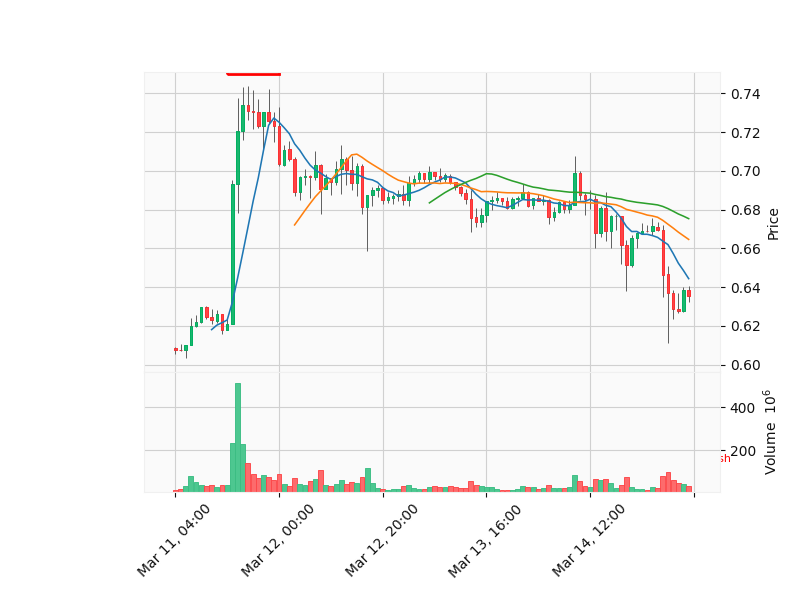 0.74
0.72
0.70
0.68
0.66
0.64
0.62
0.60
Price
400
200
Volume 10⁶
sh
Mar 11, 04:00
Mar 12, 00:00
Mar 12, 20:00
Mar 13, 16:00
Mar 14, 12:00